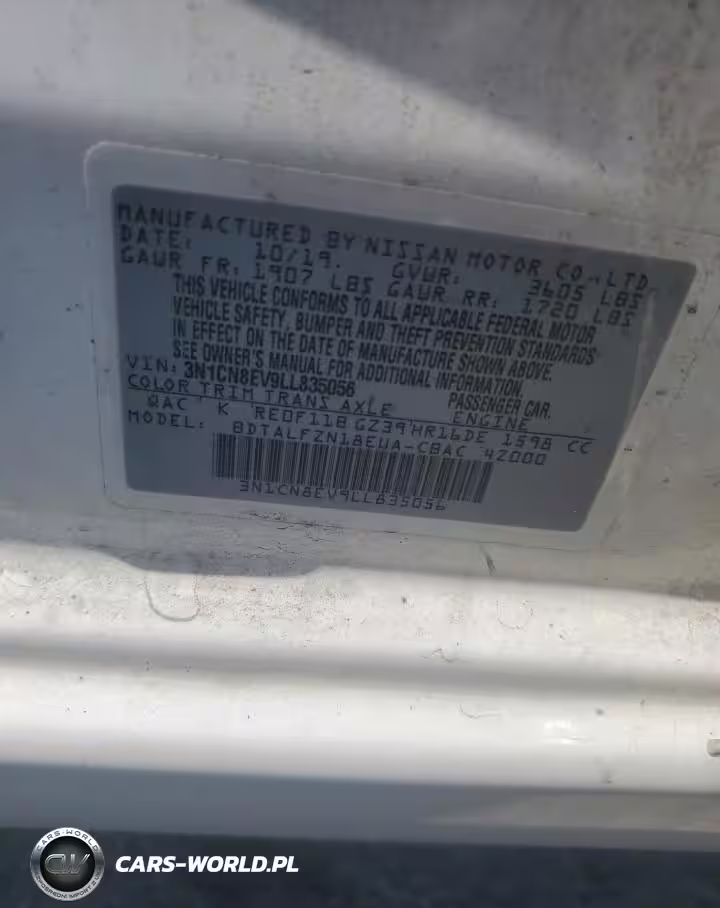 MANUFACTURED BY NISSAN MOTOR CO.,LTD.
DATE: 10/19. GVWR: 3605 LBS
GAWR FR: 1907 LBS GAWR RR: 1720 LBS
THIS VEHICLE CONFORMS TO ALL APPLICABLE FEDERAL MOTOR
VEHICLE SAFETY, BUMPER AND THEFT PREVENTION STANDARDS
IN EFFECT ON THE DATE OF MANUFACTURE SHOWN ABOVE.
SEE OWNER'S MANUAL FOR ADDITIONAL INFORMATION.
VIN: 3N1CN8EV9LL835056 PASSENGER CAR.
COLOR TRIM TRANS AXLE ENGINE
QAC K RE0F11B GZ39 HR16DE 1598 CC
MODEL: BDTALFZN18EUA-CBAC 42000
3N1CN8EV9LL835056
CARS-WORLD
CW
CARS-WORLD.PL